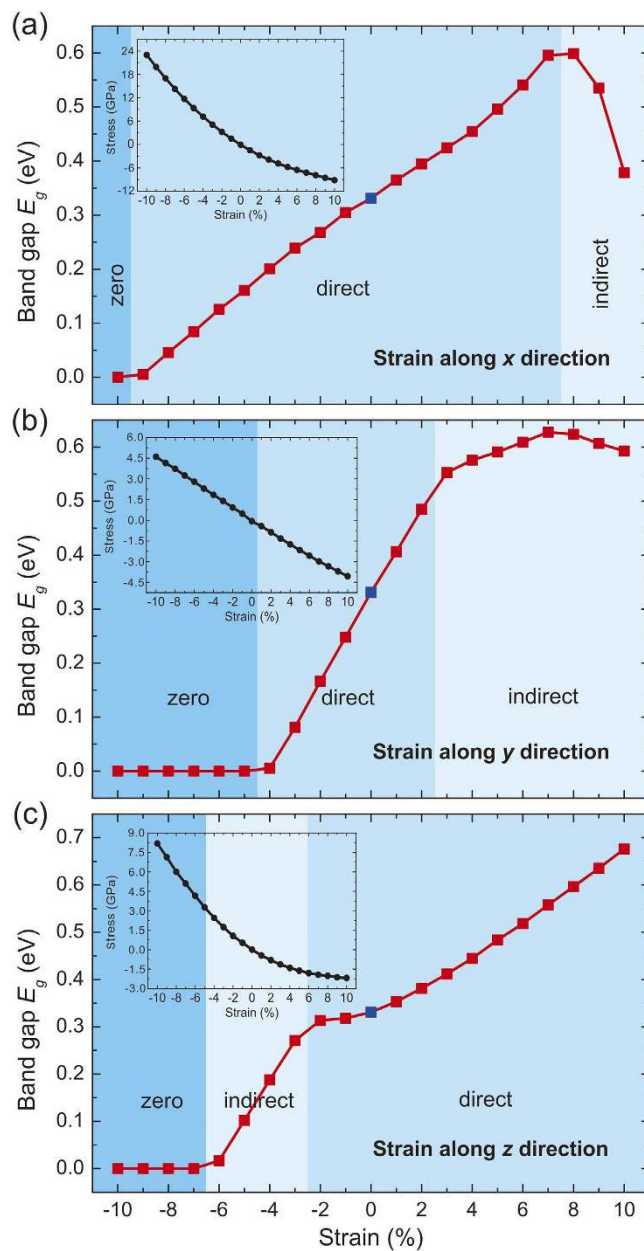 (a)
Band gap Eg (eV)
0.6
0.5
0.4
0.3
0.2
0.1
0.0
Stress (GPa)
24
18
12
6
0
-6
-12
-10 -8 -6 -4 -2 0 2 4 6 8 10
Strain (%)
zero
direct
indirect
Strain along x direction
(b)
Band gap Eg (eV)
0.6
0.5
0.4
0.3
0.2
0.1
0.0
Stress (GPa)
6.0
4.5
3.0
1.5
0.0
-1.5
-3.0
-4.5
-10 -8 -6 -4 -2 0 2 4 6 8 10
Strain (%)
zero
direct
indirect
Strain along y direction
(c)
Band gap Eg (eV)
0.7
0.6
0.5
0.4
0.3
0.2
0.1
0.0
Stress (GPa)
9.0
7.5
6.0
4.5
3.0
1.5
0.0
-1.5
-3.0
-10 -8 -6 -4 -2 0 2 4 6 8 10
Strain (%)
zero
indirect
direct
Strain along z direction
-10 -8 -6 -4 -2 0 2 4 6 8 10
Strain (%)